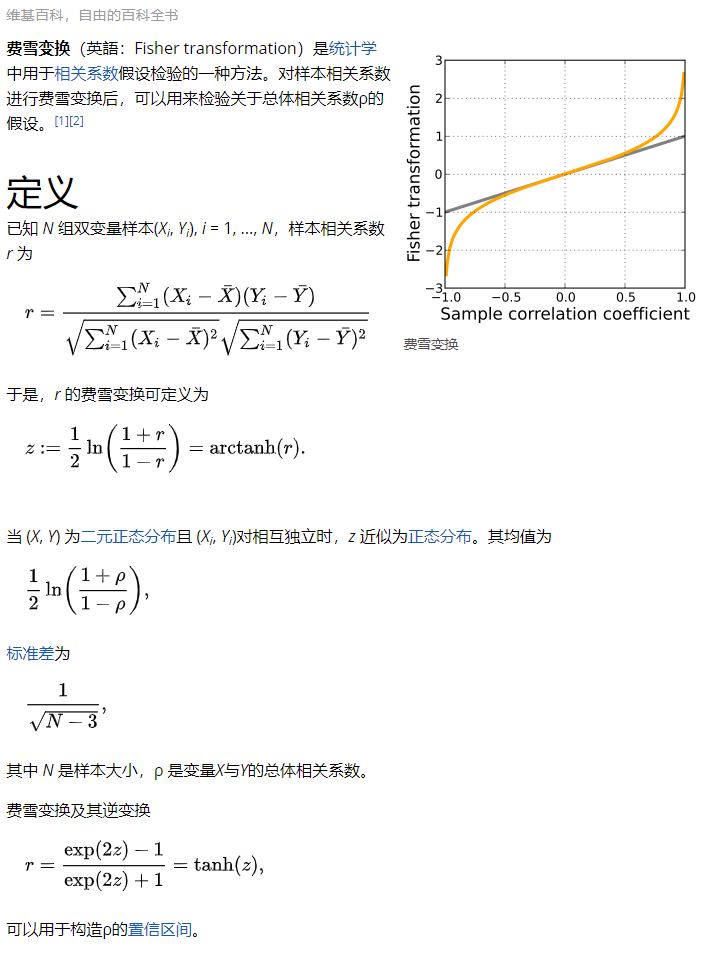 维基百科，自由的百科全书
费雪变换（英語：Fisher transformation）是统计学
中用于相关系数假设检验的一种方法。对样本相关系数
进行费雪变换后，可以用来检验关于总体相关系数ρ的
假设。[1][2]
3
2
1
0
−1
−2
−3
−1.0 −0.5 0.0 0.5 1.0
Fisher transformation
Sample correlation coefficient
费雪变换
定义
已知 N 组双变量样本(Xi, Yi), i = 1, ..., N，样本相关系数
r 为
r = \frac{\sum_{i=1}^{N}(X_i - \bar{X})(Y_i - \bar{Y})}{\sqrt{\sum_{i=1}^{N}(X_i - \bar{X})^2}\sqrt{\sum_{i=1}^{N}(Y_i - \bar{Y})^2}}
于是，r 的费雪变换可定义为
z := \frac{1}{2}\ln\left(\frac{1+r}{1-r}\right) = \operatorname{arctanh}(r).
当 (X, Y) 为二元正态分布且 (Xi, Yi)对相互独立时，z 近似为正态分布。其均值为
\frac{1}{2}\ln\left(\frac{1+\rho}{1-\rho}\right),
标准差为
\frac{1}{\sqrt{N-3}},
其中 N 是样本大小，ρ 是变量X与Y的总体相关系数。
费雪变换及其逆变换
r = \frac{\exp(2z)-1}{\exp(2z)+1} = \tanh(z),
可以用于构造ρ的置信区间。